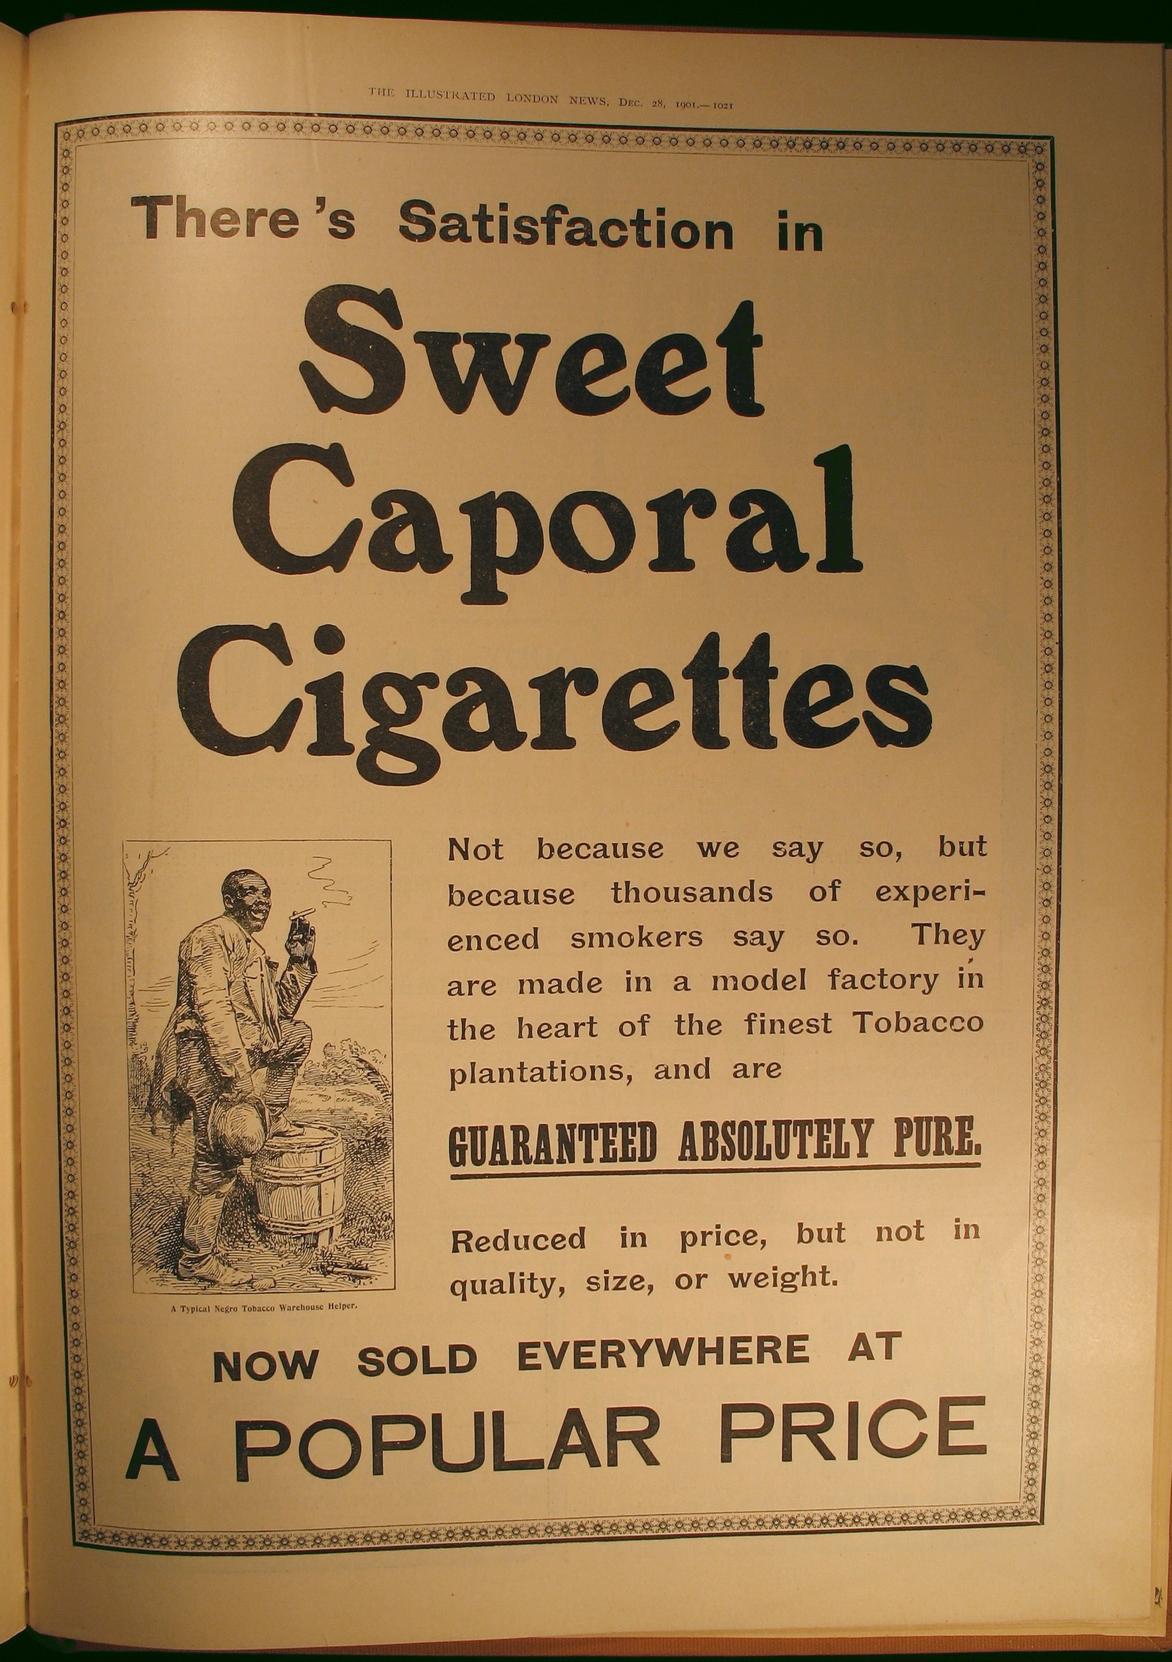 THE ILLUSTRATED LONDON NEWS, DEC. 28, 1901.—1021
There's Satisfaction in
Sweet
Caporal
Cigarettes
Not because we say so, but
because thousands of experi-
enced smokers say so. They
are made in a model factory in
the heart of the finest Tobacco
plantations, and are
GUARANTEED ABSOLUTELY PURE.
Reduced in price, but not in
quality, size, or weight.
A Typical Negro Tobacco Warehouse Helper.
NOW SOLD EVERYWHERE AT
A POPULAR PRICE